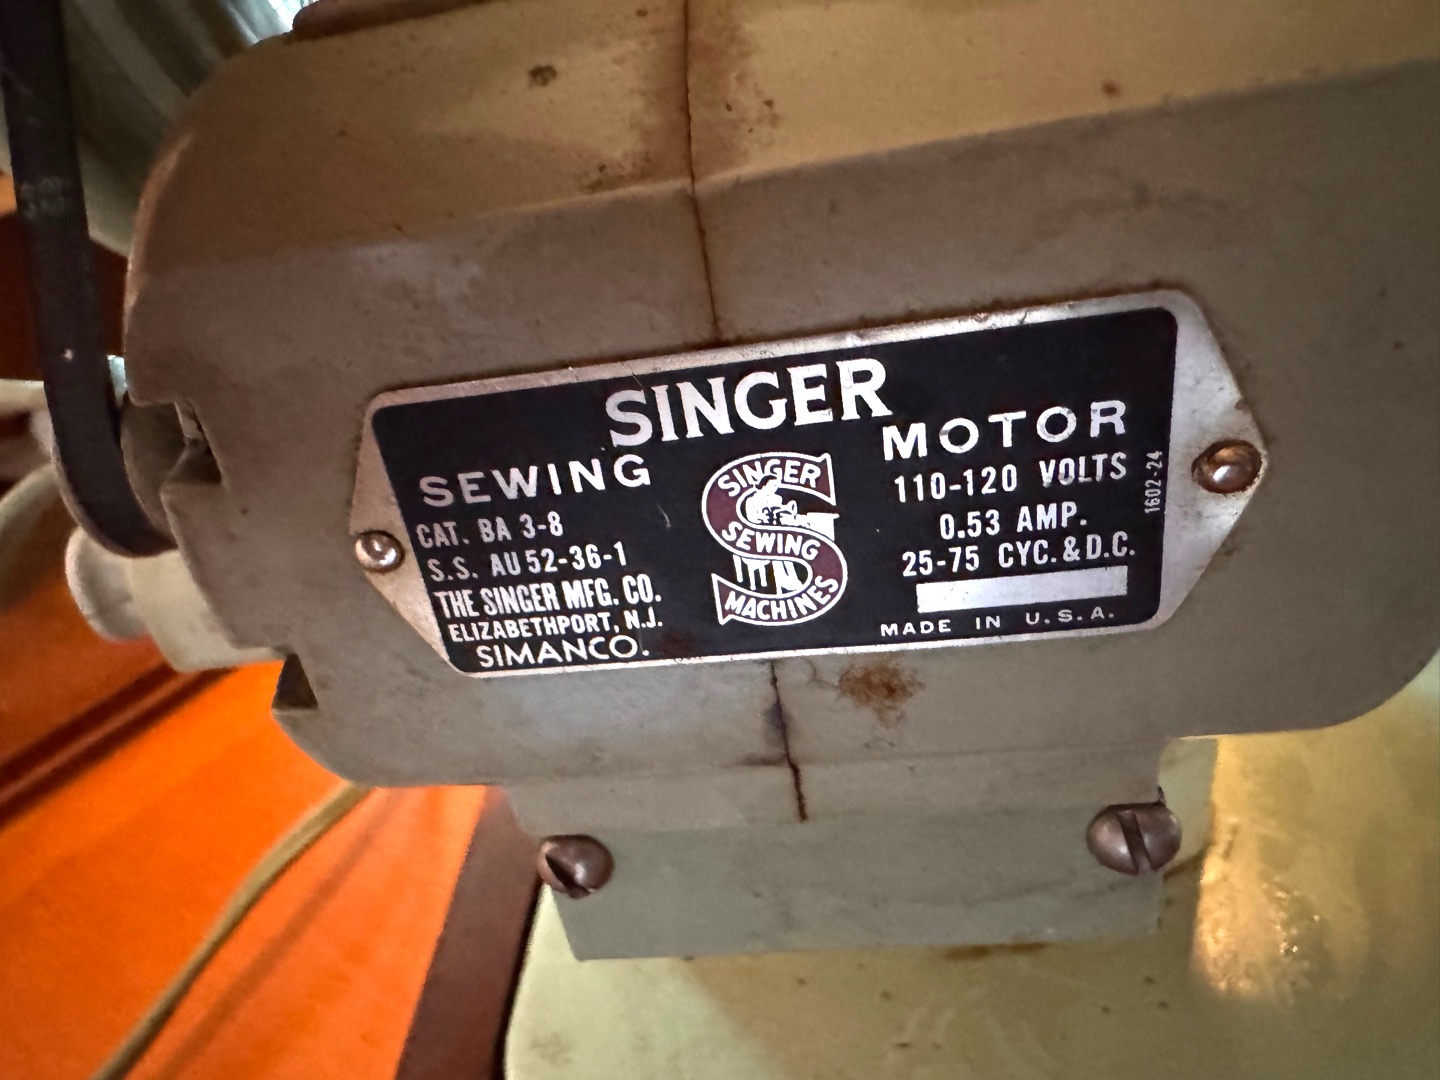 SINGER
SEWING
MOTOR
CAT. BA 3-8
S.S. AU 52-36-1
THE SINGER MFG. CO.
ELIZABETHPORT, N.J.
SIMANCO.
SINGER
SEWING
MACHINES
110-120 VOLTS
0.53 AMP.
25-75 CYC. & D.C.
MADE IN U.S.A.
1602-24